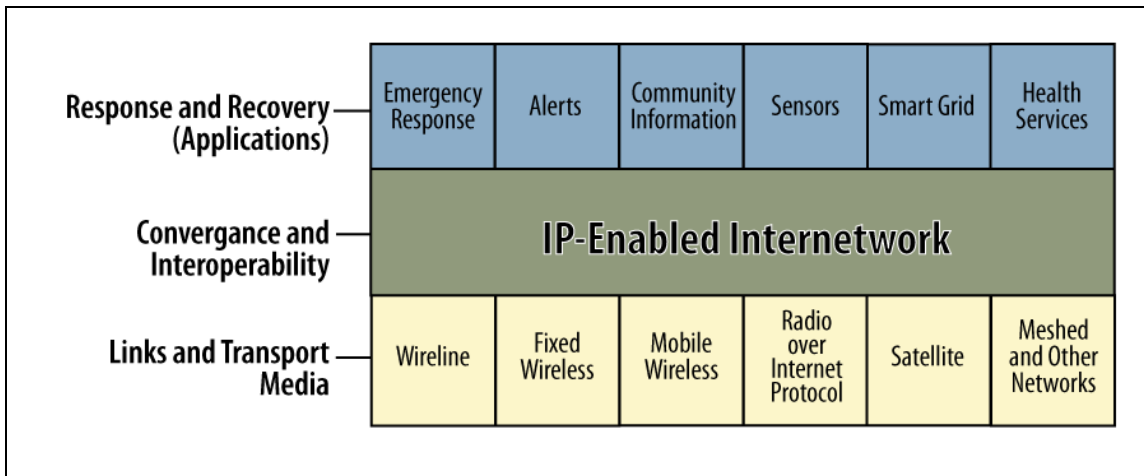 Response and Recovery
(Applications)
Emergency
Response
Alerts
Community
Information
Sensors
Smart Grid
Health
Services
Convergance and
Interoperability
IP-Enabled Internetwork
Links and Transport
Media
Wireline
Fixed
Wireless
Mobile
Wireless
Radio
over
Internet
Protocol
Satellite
Meshed
and Other
Networks